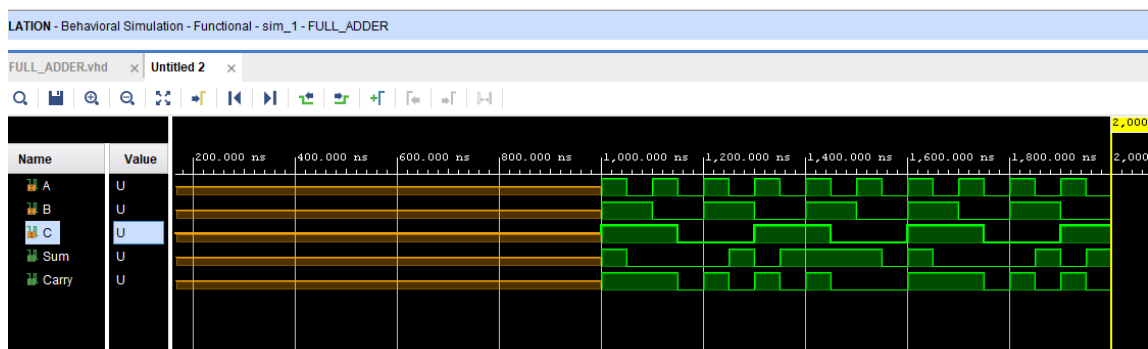 LATION - Behavioral Simulation - Functional - sim_1 - FULL_ADDER
FULL_ADDER.vhd × Untitled 2 ×
2,000
Name Value 200.000 ns 400.000 ns 600.000 ns 800.000 ns 1,000.000 ns 1,200.000 ns 1,400.000 ns 1,600.000 ns 1,800.000 ns 2,000
A U
B U
C U
Sum U
Carry U